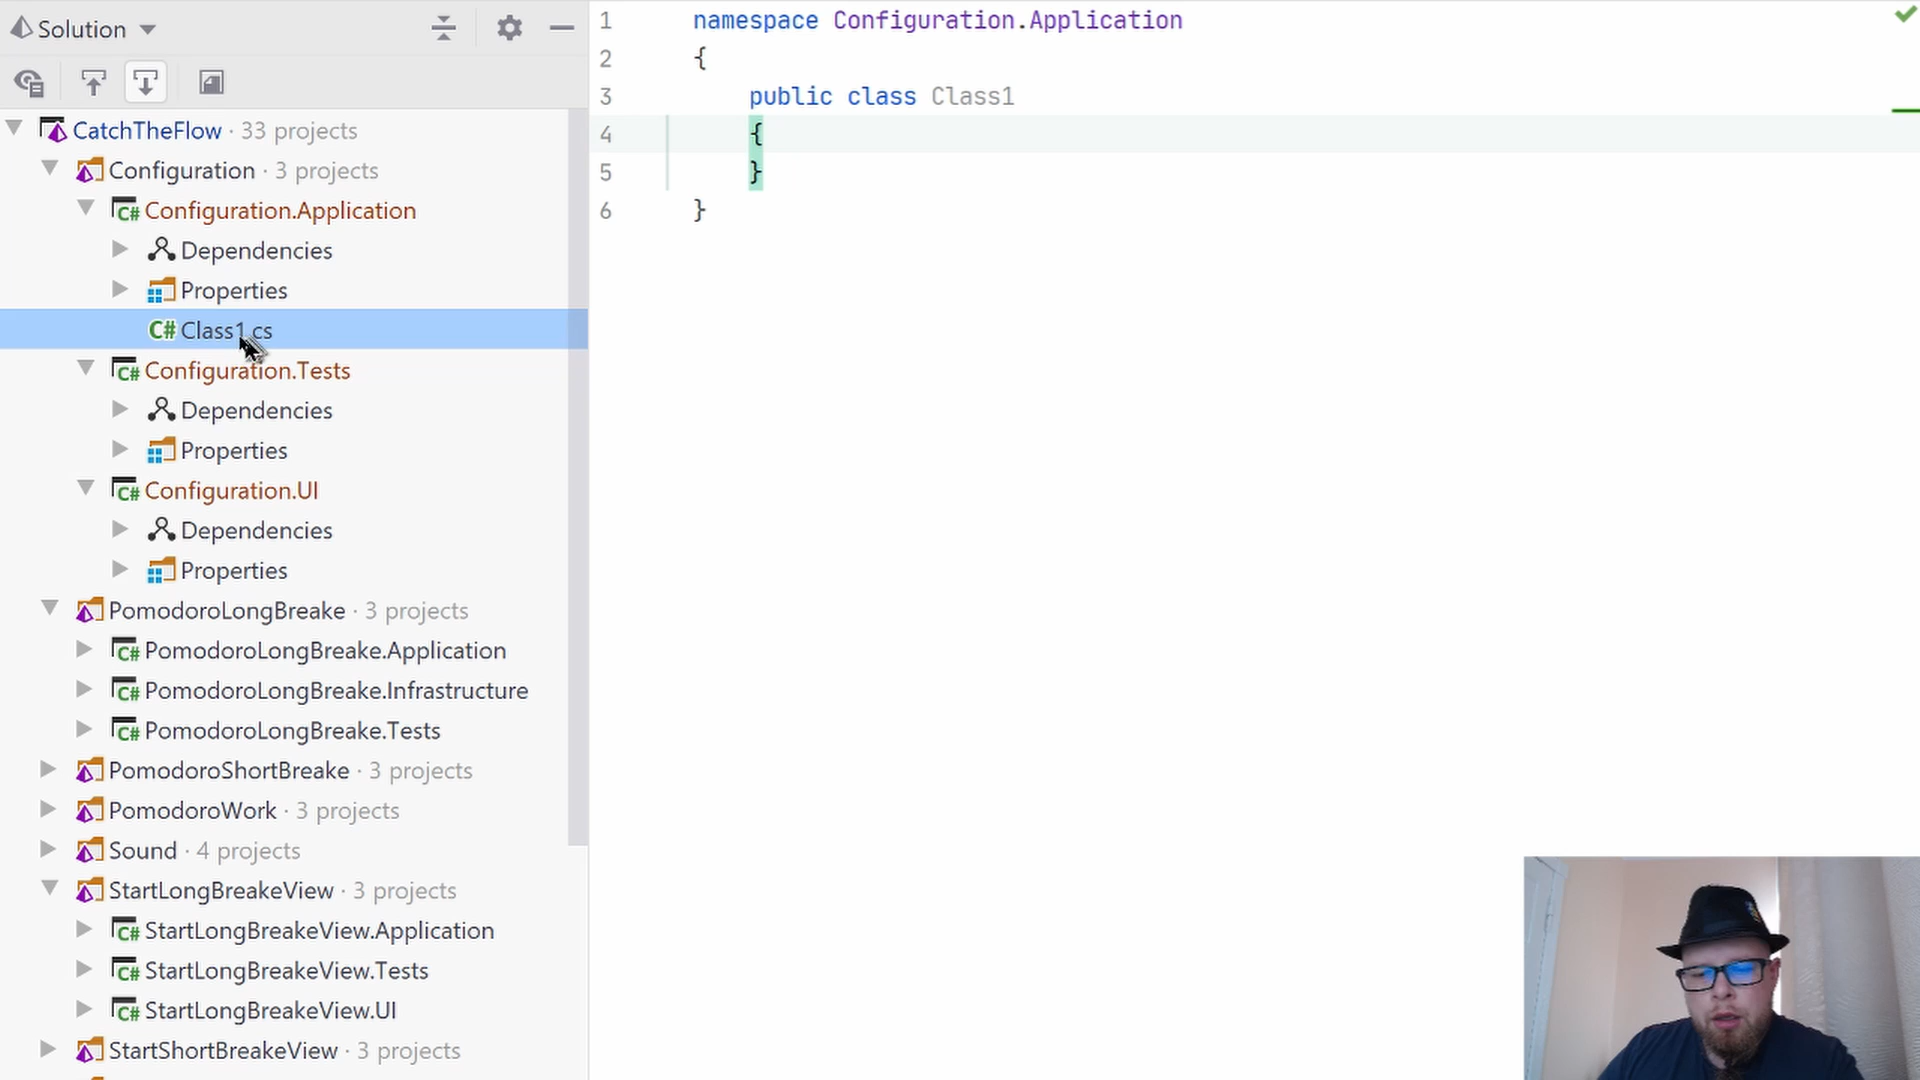 Solution
CatchTheFlow · 33 projects
Configuration · 3 projects
C# Configuration.Application
Dependencies
Properties
C# Class1.cs
C# Configuration.Tests
Dependencies
Properties
C# Configuration.UI
Dependencies
Properties
PomodoroLongBreake · 3 projects
C# PomodoroLongBreake.Application
C# PomodoroLongBreake.Infrastructure
C# PomodoroLongBreake.Tests
PomodoroShortBreake · 3 projects
PomodoroWork · 3 projects
Sound · 4 projects
StartLongBreakeView · 3 projects
C# StartLongBreakeView.Application
C# StartLongBreakeView.Tests
C# StartLongBreakeView.UI
StartShortBreakeView · 3 projects
1 namespace Configuration.Application
2 {
3 public class Class1
4 {
5 }
6 }